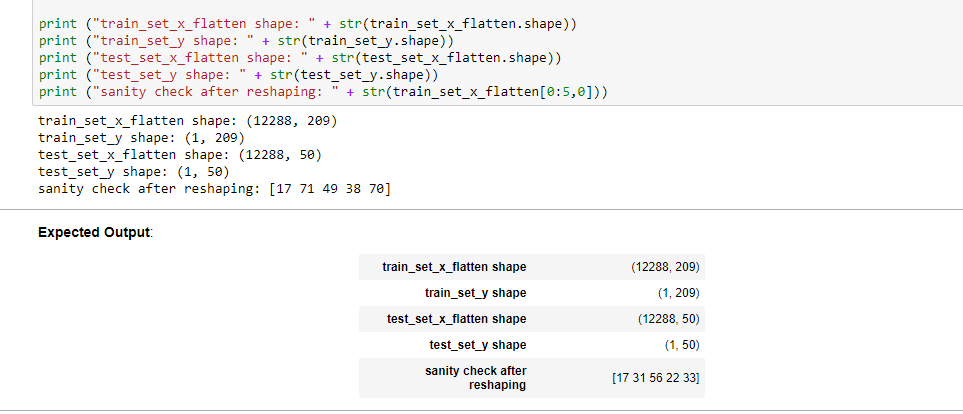 print ("train_set_x_flatten shape: " + str(train_set_x_flatten.shape))
print ("train_set_y shape: " + str(train_set_y.shape))
print ("test_set_x_flatten shape: " + str(test_set_x_flatten.shape))
print ("test_set_y shape: " + str(test_set_y.shape))
print ("sanity check after reshaping: " + str(train_set_x_flatten[0:5,0]))
train_set_x_flatten shape: (12288, 209)
train_set_y shape: (1, 209)
test_set_x_flatten shape: (12288, 50)
test_set_y shape: (1, 50)
sanity check after reshaping: [17 71 49 38 70]
Expected Output:
train_set_x_flatten shape (12288, 209)
train_set_y shape (1, 209)
test_set_x_flatten shape (12288, 50)
test_set_y shape (1, 50)
sanity check after
reshaping [17 31 56 22 33]